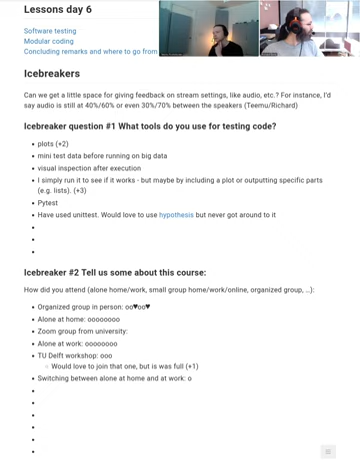 Lessons day 6
Software testing
Modular coding
Concluding remarks and where to go from
Icebreakers
Can we get a little space for giving feedback on stream settings, like audio, etc.? For instance, I'd
say audio is still at 40%/60% or even 30%/70% between the speakers (Teemu/Richard)
Icebreaker question #1 What tools do you use for testing code?
• plots (+2)
• mini test data before running on big data
• visual inspection after execution
• I simply run it to see if it works - but maybe by including a plot or outputting specific parts
(e.g. lists). (+3)
• Pytest
• Have used unittest. Would love to use hypothesis but never got around to it
Icebreaker #2 Tell us some about this course:
How did you attend (alone home/work, small group home/work/online, organized group, ..):
• Organized group in person: oo♥oo♥
• Alone at home: oooooooo
• Zoom group from university:
• Alone at work: oooooooo
• TU Delft workshop: ooo
◦ Would love to join that one, but is was full (+1)
• Switching between alone at home and at work: o